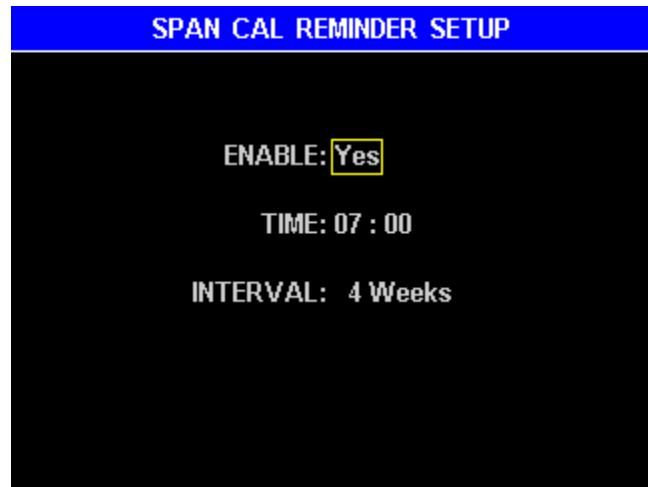 SPAN CAL REMINDER SETUP
ENABLE: Yes
TIME: 07 : 00
INTERVAL: 4 Weeks